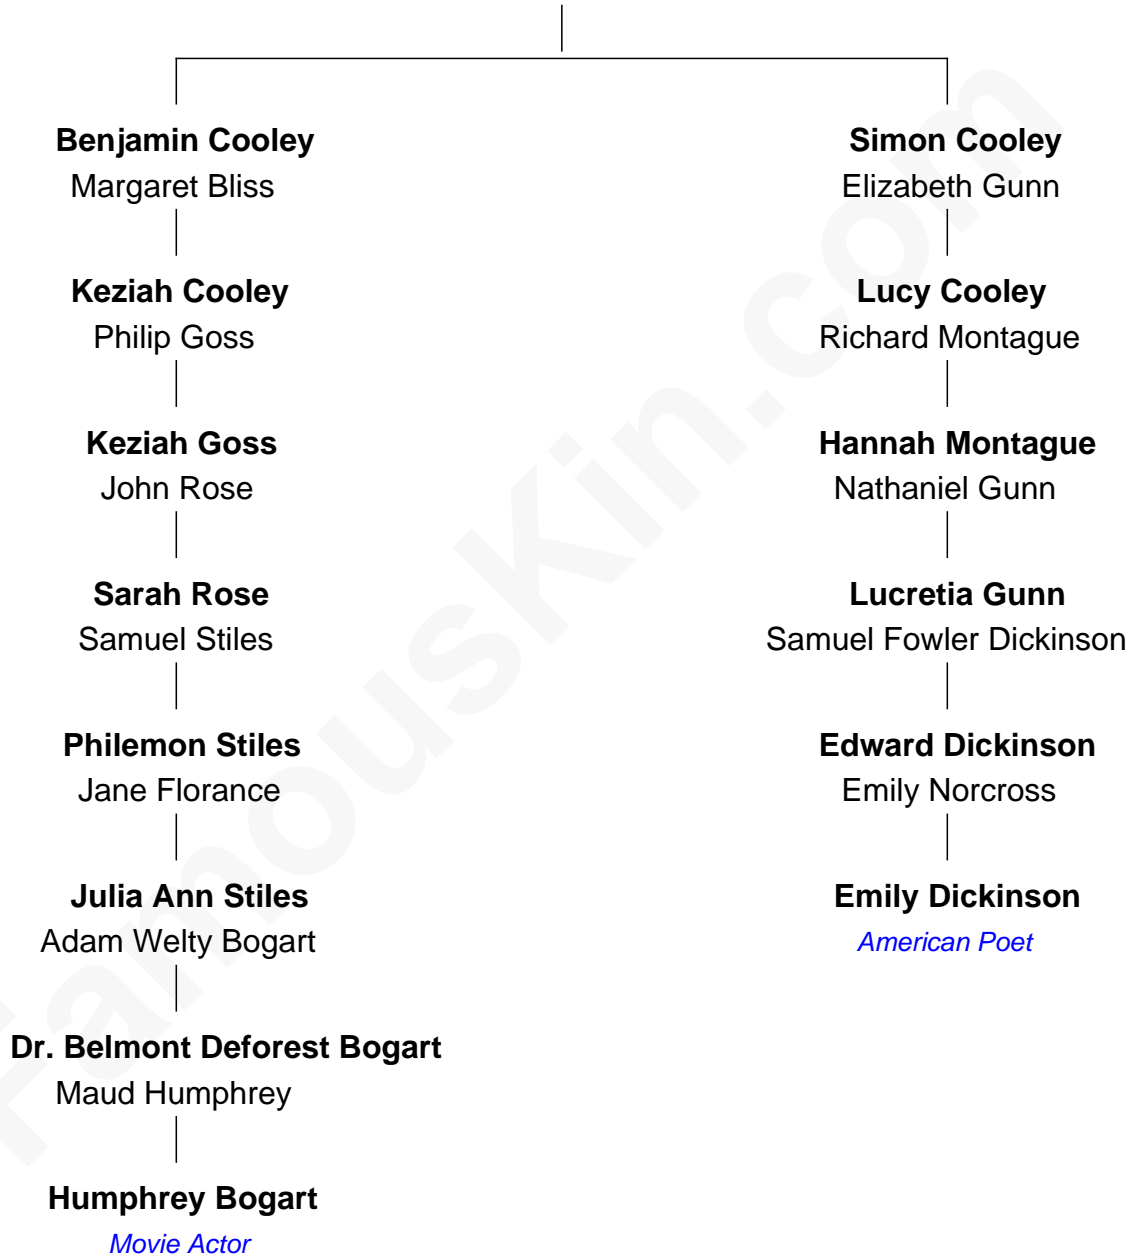 Benjamin Cooley
Margaret Bliss
Simon Cooley
Elizabeth Gunn
Keziah Cooley
Philip Goss
Lucy Cooley
Richard Montague
Keziah Goss
John Rose
Hannah Montague
Nathaniel Gunn
Sarah Rose
Samuel Stiles
Lucretia Gunn
Samuel Fowler Dickinson
Philemon Stiles
Jane Florance
Edward Dickinson
Emily Norcross
Julia Ann Stiles
Adam Welty Bogart
Emily Dickinson
American Poet
Dr. Belmont Deforest Bogart
Maud Humphrey
Humphrey Bogart
Movie Actor
FamousKin.com